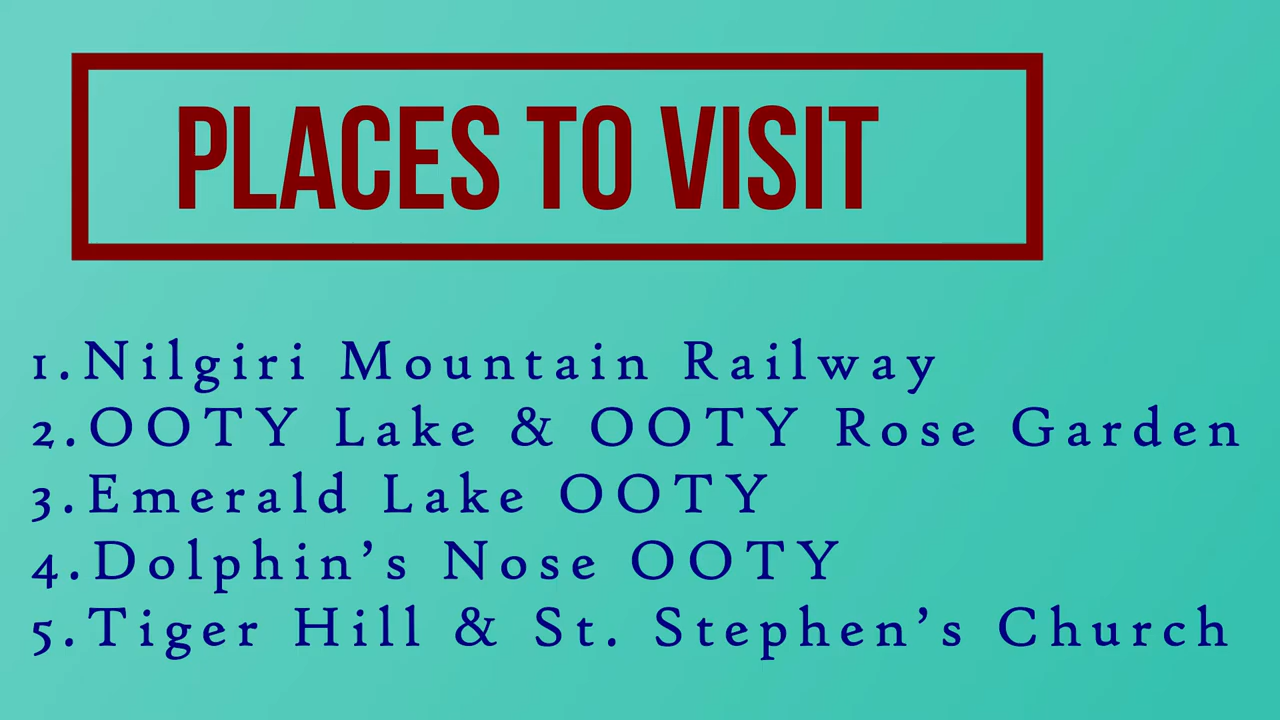 PLACES TO VISIT
1.Nilgiri Mountain Railway
2.OOTY Lake & OOTY Rose Garden
3.Emerald Lake OOTY
4.Dolphin’s Nose OOTY
5.Tiger Hill & St. Stephen’s Church